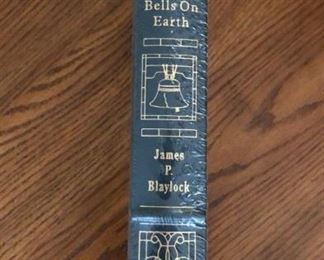 Bells On
Earth
James
P.
Blaylock